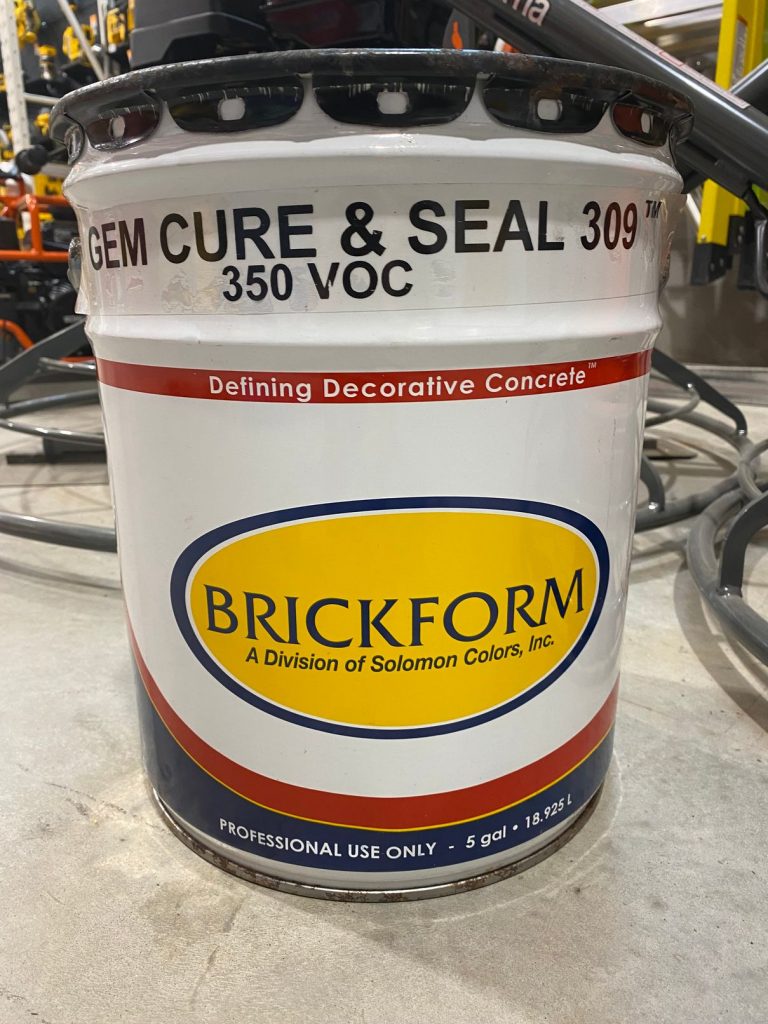 GEM CURE & SEAL 309™
350 VOC
Defining Decorative Concrete™
BRICKFORM
A Division of Solomon Colors, Inc.
PROFESSIONAL USE ONLY - 5 gal • 18.925 L